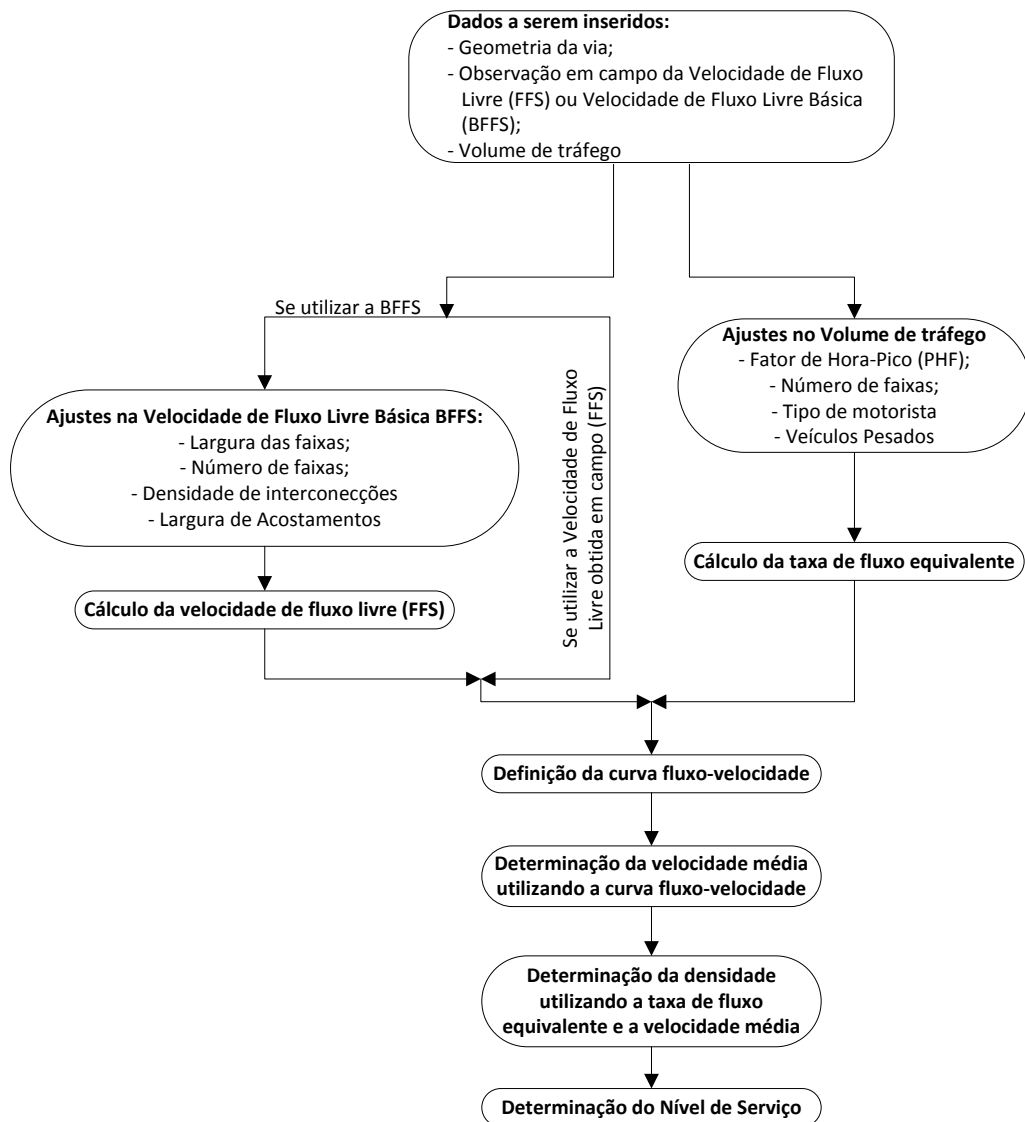 Dados a serem inseridos:
- Geometria da via;
- Observação em campo da Velocidade de Fluxo
Livre (FFS) ou Velocidade de Fluxo Livre Básica
(BFFS);
- Volume de tráfego
Se utilizar a BFFS
Ajustes no Volume de tráfego
- Fator de Hora-Pico (PHF);
- Número de faixas;
- Tipo de motorista
- Veículos Pesados
Ajustes na Velocidade de Fluxo Livre Básica BFFS:
- Largura das faixas;
- Número de faixas;
- Densidade de interconecções
- Largura de Acostamentos
Se utilizar a Velocidade de Fluxo
Livre obtida em campo (FFS)
Cálculo da taxa de fluxo equivalente
Cálculo da velocidade de fluxo livre (FFS)
Definição da curva fluxo-velocidade
Determinação da velocidade média
utilizando a curva fluxo-velocidade
Determinação da densidade
utilizando a taxa de fluxo
equivalente e a velocidade média
Determinação do Nível de Serviço